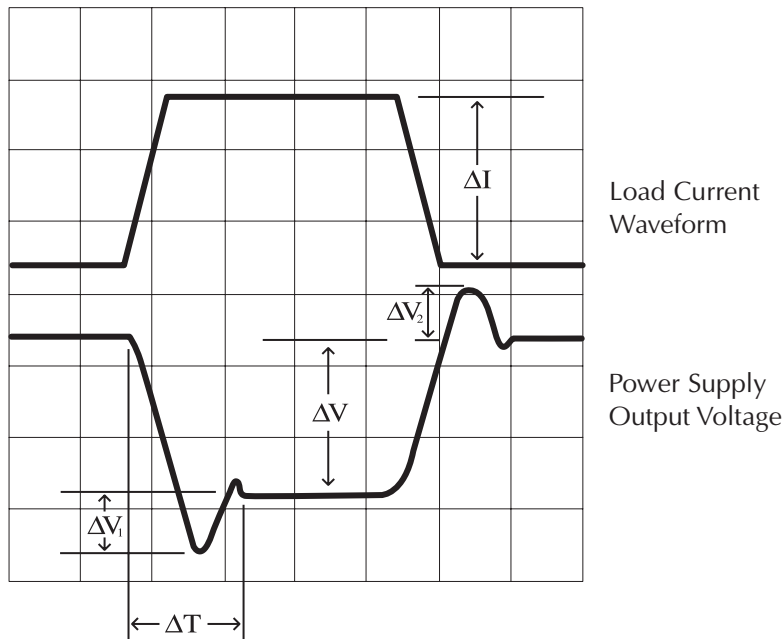 ΔI
Load Current
Waveform
ΔV₂
ΔV
Power Supply
Output Voltage
ΔV₁
ΔT